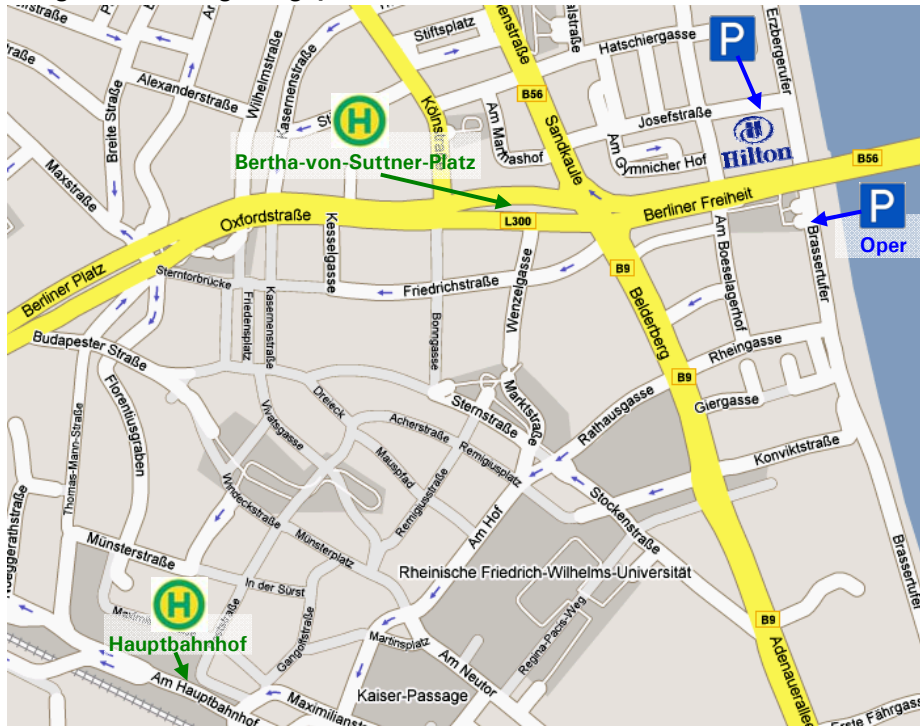 Stiftsplatz
Hatschiergasse
Erzbergerufer
P
Alexanderstraße
Wilhelmstraße
Kasernenstraße
Breite Straße
B56
Kölnstraße
Sandkaule
Josefstraße
H
Am
Am Gymnicher Hof
Hilton
Bertha-von-Suttner-Platz
B56
Maxstraße
P
Oper
Berliner Freiheit
Oxfordstraße
L300
Kesselgasse
Wenzelgasse
Am Boeselagerhof
Brassertufer
Berliner Platz
Sterntorbrücke
Friedrichstraße
B9
Friedensplatz
Kasernenstraße
Bonngasse
Belderberg
Budapester Straße
Rheingasse
B9
Dreieck
Marktstraße
Giergasse
Florentiusgraben
Vivatsgasse
Acherstraße
Sternstraße
Rathausgasse
Thomas-Mann-Straße
Mauspfad
Remigiusplatz
Konviktstraße
Windeckstraße
Remigiusstraße
Stockenstraße
Münsterplatz
Am Hof
Münsterstraße
In der Sürst
Rheinische Friedrich-Wilhelms-Universität
Brassertufer
H
Hauptbahnhof
Gangolfstraße
Martinsplatz
Regina-Pacis-Weg
B9
Am Neutor
Am Hauptbahnhof
Kaiser-Passage
Adenauerallee
Erste Fährgasse